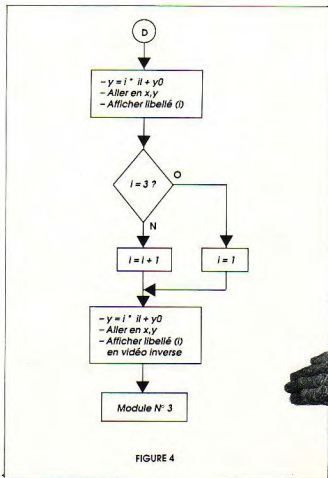 D
– y = i * il + y0
– Aller en x,y
– Afficher libellé (i)
i = 3 ?
O
N
i = i + 1
i = 1
– y = i * il + y0
– Aller en x,y
– Afficher libellé (i)
en vidéo inverse
Module N° 3
FIGURE 4